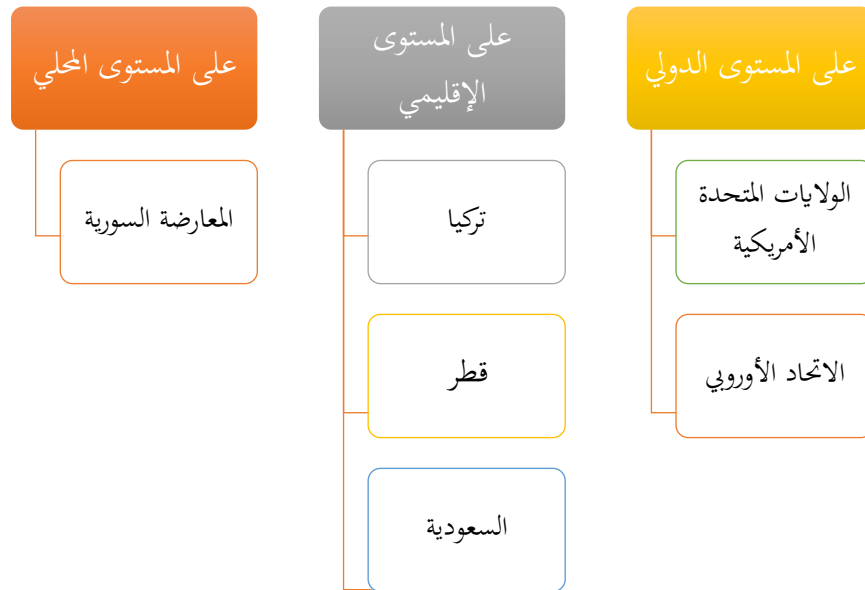 على المستوى الدولي
الولايات المتحدة
الأمريكية
الاتحاد الأوروبي
على المستوى
الإقليمي
تركيا
قطر
السعودية
على المستوى المحلي
المعارضة السورية